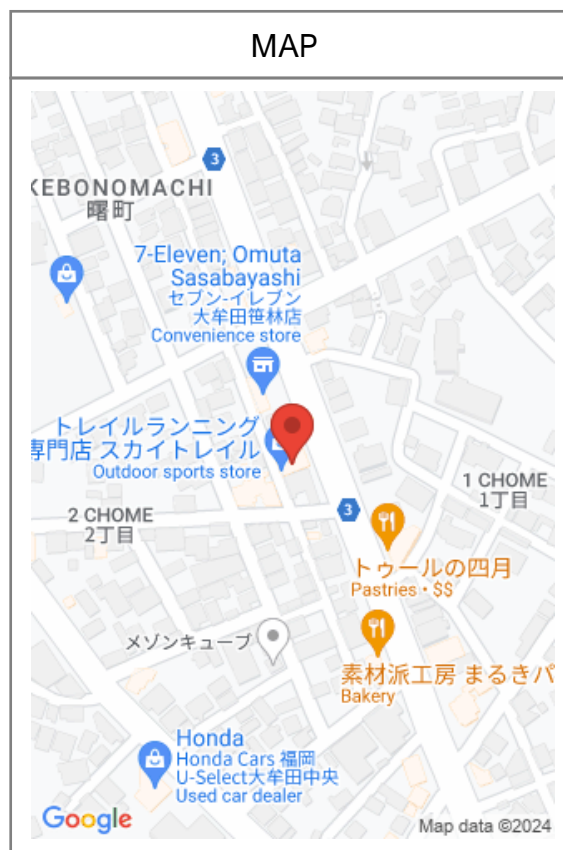 MAP
3
KEBONOMACHI
曙町
7-Eleven; Omuta
Sasabayashi
セブン-イレブン
大牟田笹林店
Convenience store
トレイルランニング
専門店 スカイトレイル
Outdoor sports store
1 CHOME
1丁目
3
2 CHOME
2丁目
トゥールの四月
Pastries • $$
メゾンキューブ
素材派工房 まるきパ
Bakery
Honda
Honda Cars 福岡
U-Select大牟田中央
Used car dealer
Google
Map data ©2024